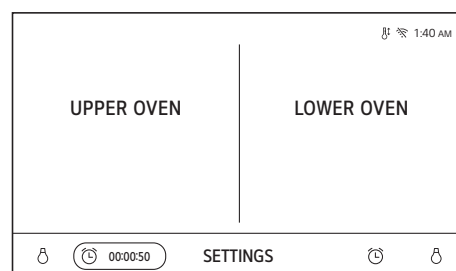 1:40 AM
UPPER OVEN
LOWER OVEN
00:00:50
SETTINGS